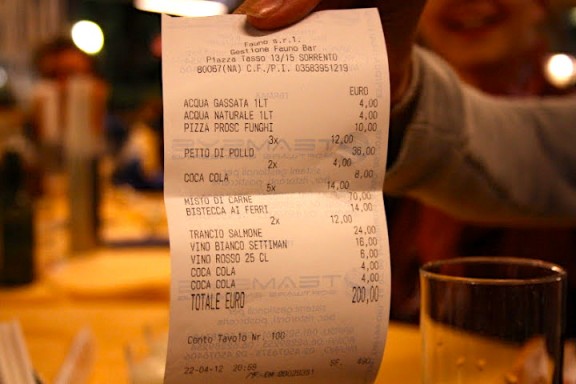 Fauno s.r.l.
Gestione Fauno Bar
Piazza Tasso 13/15 SORRENTO
80067(NA) C.F./P.I. 03583951219
EURO
ACQUA GASSATA 1LT 4,00
ACQUA NATURALE 1LT 4,00
PIZZA PROSC FUNGHI 10,00
3x 12,00
PETTO DI POLLO 36,00
2x 4,00
COCA COLA 8,00
5x 14,00
MISTO DI CARNE 10,00
BISTECCA AI FERRI 14,00
2x 12,00
TRANCIO SALMONE 24,00
VINO BIANCO SETTIMAN 16,00
VINO ROSSO 25 CL 6,00
COCA COLA 4,00
COCA COLA 4,00
TOTALE EURO 200,00
Conto Tavolo Nr. 100
22-04-12 20:55